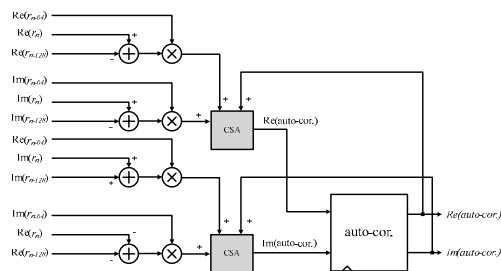 Re(rn-64)
Re(rn)
Re(rn-128)
Im(rn-64)
Im(rn)
Im(rn-128)
Re(rn-64)
Im(rn)
Im(rn-128)
Im(rn-64)
Re(rn)
Re(rn-128)
CSA
Re(auto-cor.)
CSA
Im(auto-cor.)
auto-cor.
Re(auto-cor.)
Im(auto-cor.)